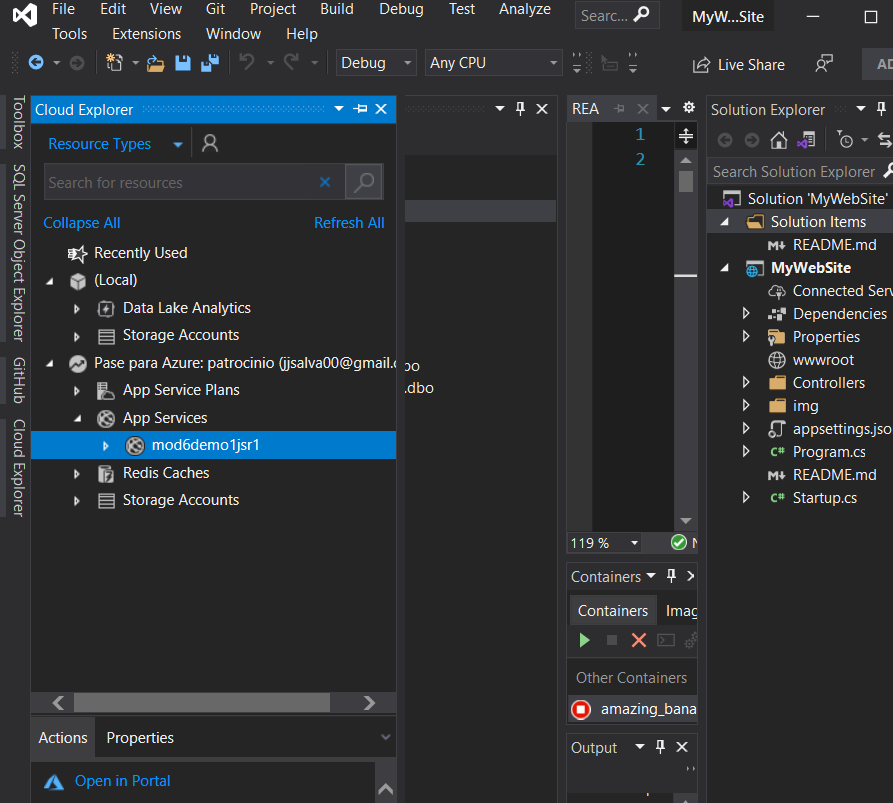 File Edit View Git Project Build Debug Test Analyze
Tools Extensions Window Help
Searc...
MyW...Site
Debug
Any CPU
Live Share
AD
Toolbox
SQL Server Object Explorer
GitHub
Cloud Explorer
Cloud Explorer
Resource Types
Search for resources
Collapse All
Refresh All
Recently Used
(Local)
Data Lake Analytics
Storage Accounts
Pase para Azure: patrocinio (jjsalva00@gmail.c
App Service Plans
App Services
mod6demo1jsr1
Redis Caches
Storage Accounts
Actions
Properties
Open in Portal
bo
.dbo
REA
1
2
119 %
N
Containers
Containers
Imag
Other Containers
amazing_bana
Output
Solution Explorer
Search Solution Explorer
Solution 'MyWebSite'
Solution Items
README.md
MyWebSite
Connected Serv
Dependencies
Properties
wwwroot
Controllers
img
appsettings.jso
C# Program.cs
README.md
C# Startup.cs